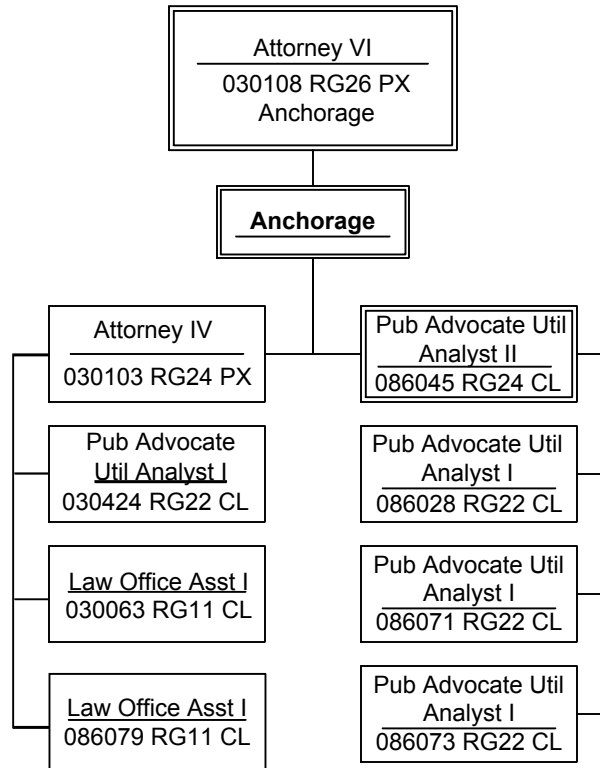 Attorney VI
030108 RG26 PX
Anchorage
Anchorage
Attorney IV
030103 RG24 PX
Pub Advocate
Util Analyst I
030424 RG22 CL
Law Office Asst I
030063 RG11 CL
Law Office Asst I
086079 RG11 CL
Pub Advocate Util
Analyst II
086045 RG24 CL
Pub Advocate Util
Analyst I
086028 RG22 CL
Pub Advocate Util
Analyst I
086071 RG22 CL
Pub Advocate Util
Analyst I
086073 RG22 CL